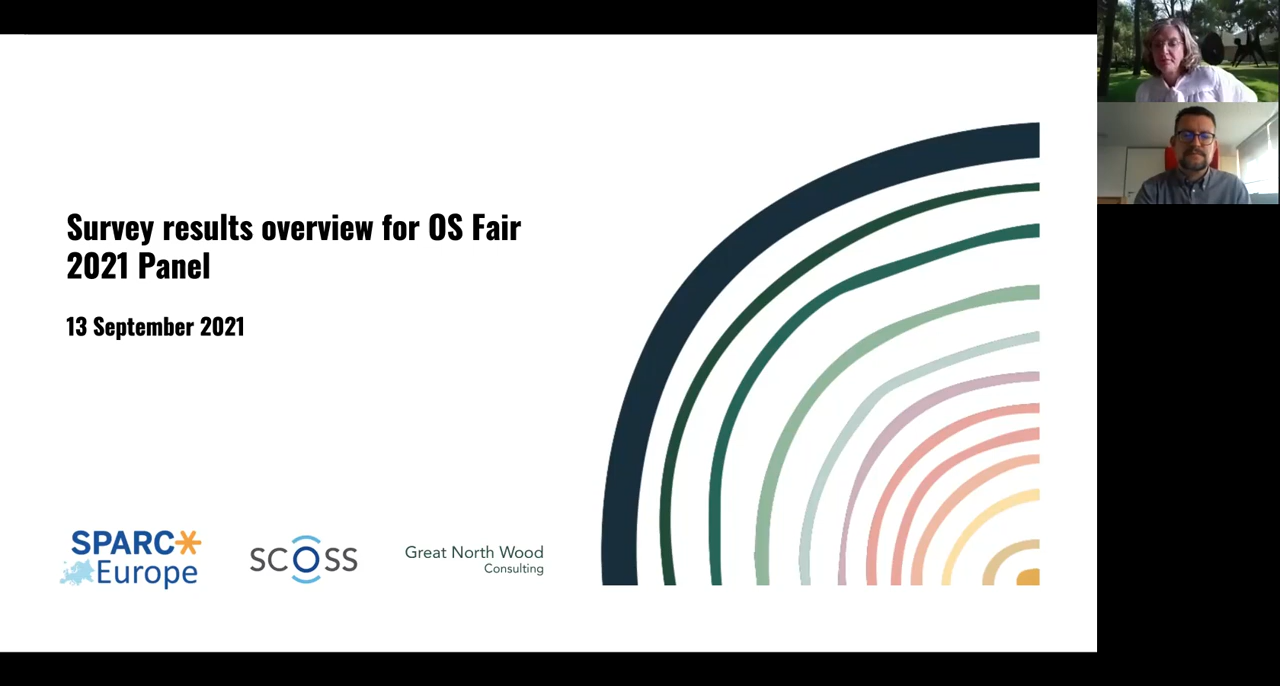 Survey results overview for OS Fair
2021 Panel
13 September 2021
SPARC
Europe
SCOSS
Great North Wood
Consulting